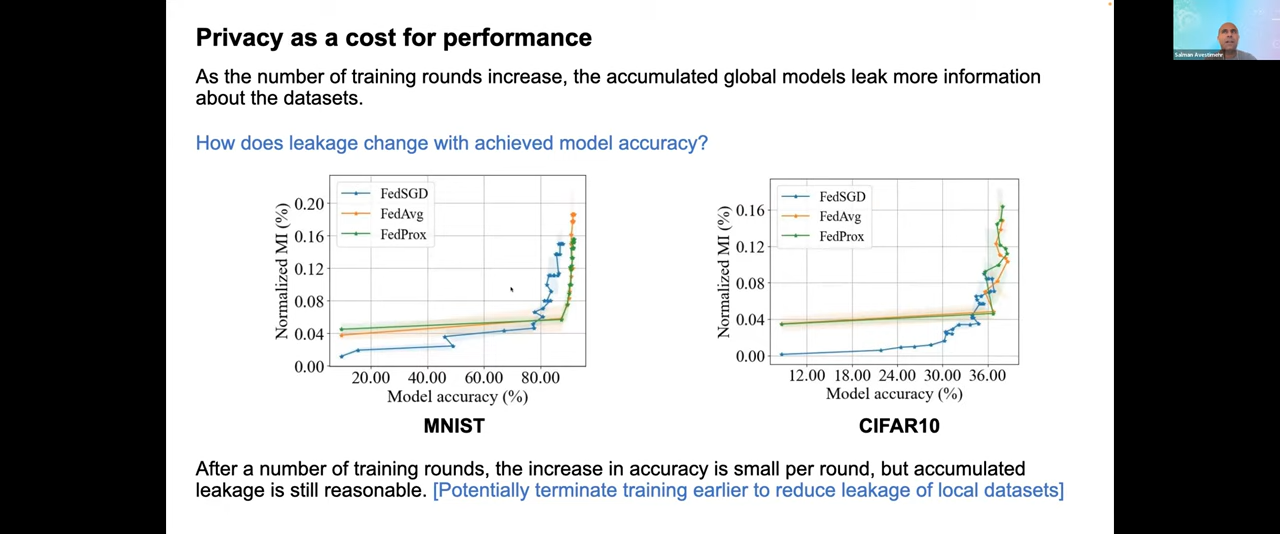 Privacy as a cost for performance
As the number of training rounds increase, the accumulated global models leak more information
about the datasets.
How does leakage change with achieved model accuracy?
Normalized MI (%)
0.20
0.16
0.12
0.08
0.04
0.00
FedSGD
FedAvg
FedProx
20.00 40.00 60.00 80.00
Model accuracy (%)
MNIST
Normalized MI (%)
0.16
0.12
0.08
0.04
0.00
FedSGD
FedAvg
FedProx
12.00 18.00 24.00 30.00 36.00
Model accuracy (%)
CIFAR10
After a number of training rounds, the increase in accuracy is small per round, but accumulated
leakage is still reasonable. [Potentially terminate training earlier to reduce leakage of local datasets]
Salman Avestimehr